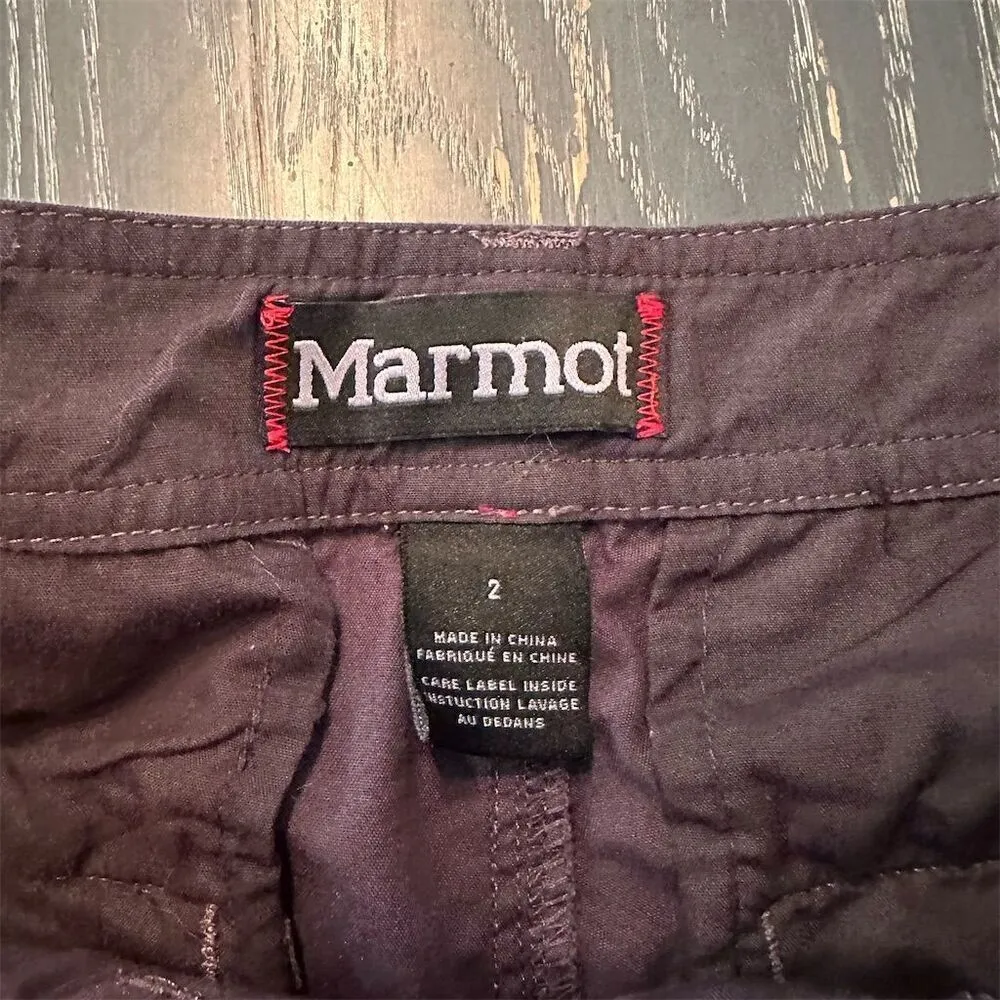 Marmot
2
MADE IN CHINA
FABRIQUÉ EN CHINE
CARE LABEL INSIDE
INSTUCTION LAVAGE
AU DEDANS